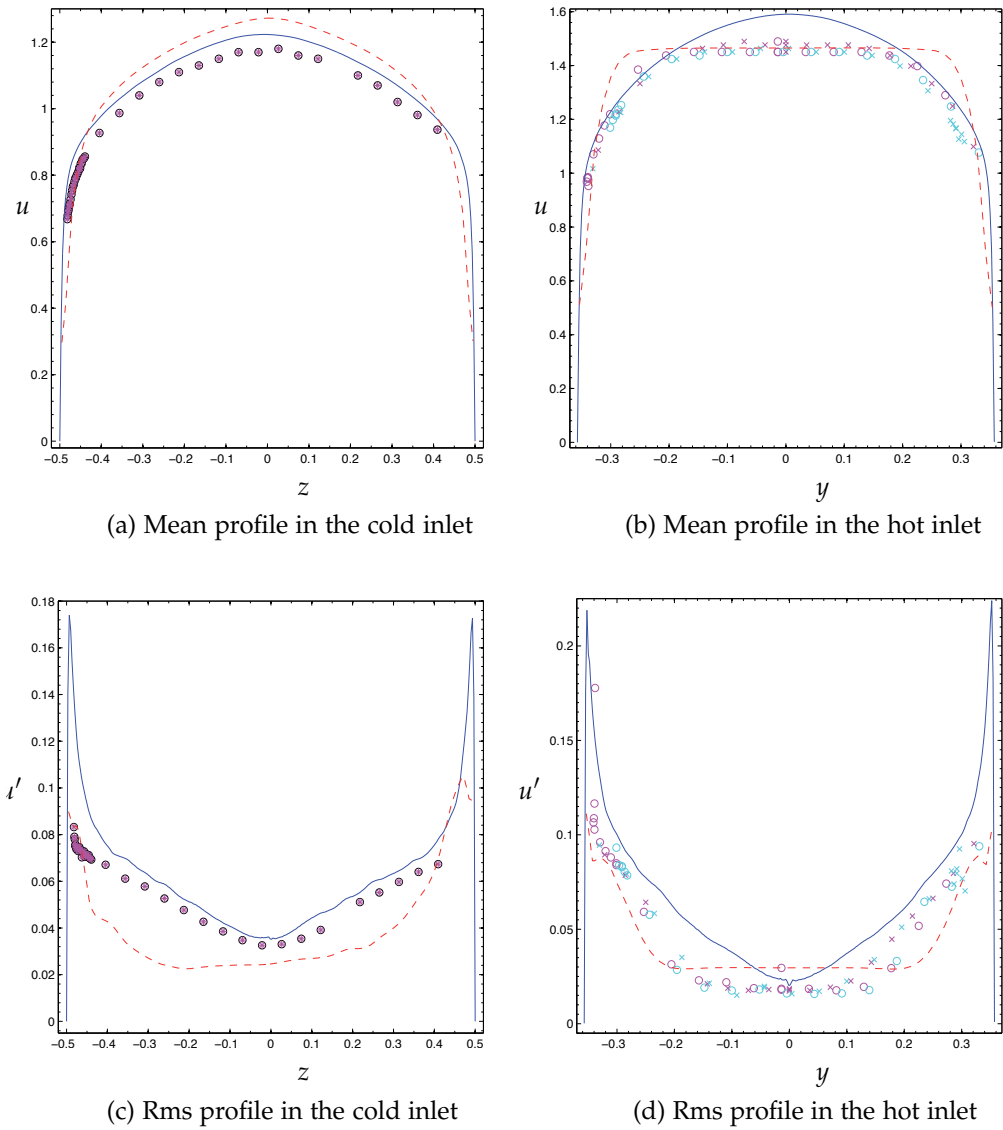 1.2
1
0.8
u
0.6
0.4
0.2
0
−0.5 −0.4 −0.3 −0.2 −0.1 0 0.1 0.2 0.3 0.4 0.5
z
(a) Mean profile in the cold inlet
1.6
1.4
1.2
1
0.8
u
0.6
0.4
0.2
0
−0.3 −0.2 −0.1 0 0.1 0.2 0.3
y
(b) Mean profile in the hot inlet
0.18
0.16
0.14
0.12
0.1
u'
0.08
0.06
0.04
0.02
0
−0.5 −0.4 −0.3 −0.2 −0.1 0 0.1 0.2 0.3 0.4 0.5
z
(c) Rms profile in the cold inlet
0.2
0.15
u'
0.1
0.05
0
−0.3 −0.2 −0.1 0 0.1 0.2 0.3
y
(d) Rms profile in the hot inlet